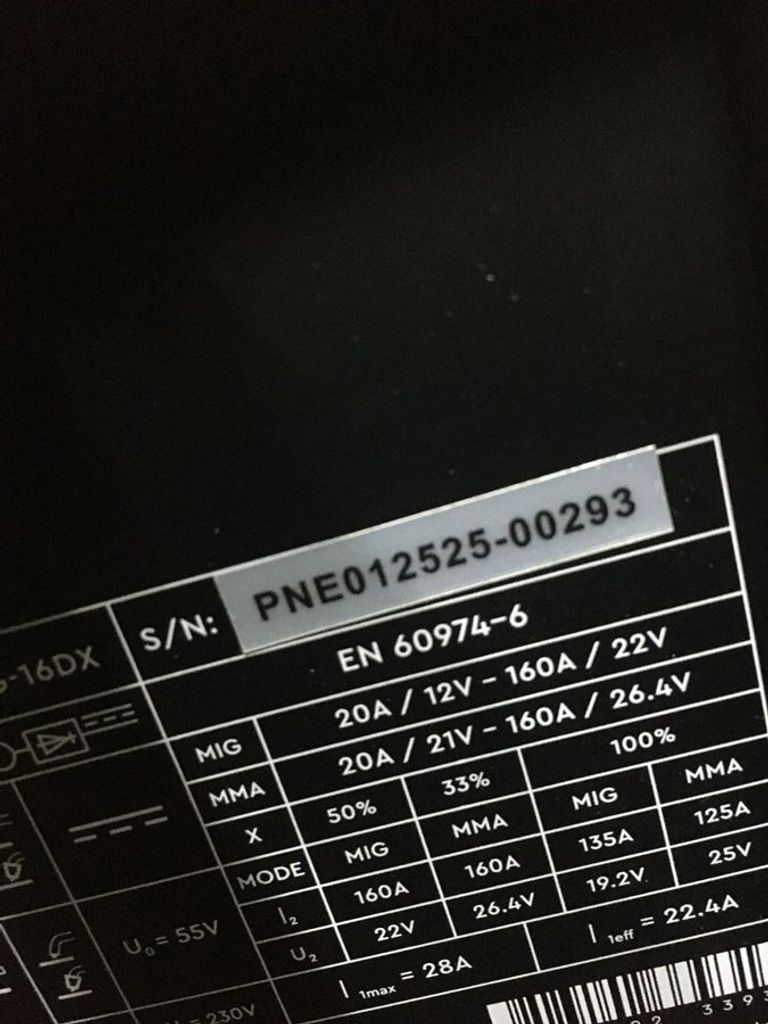 -16DX
S/N: PNE012525-00293
EN 60974-6
MIG 20A / 12V - 160A / 22V
MMA 20A / 21V - 160A / 26.4V
X 50% 33% 100%
MODE MIG MMA MIG MMA
I2 160A 160A 135A 125A
U2 22V 26.4V 19.2V 25V
U0 = 55V
I1max = 28A I1eff = 22.4A
= 230V
3393